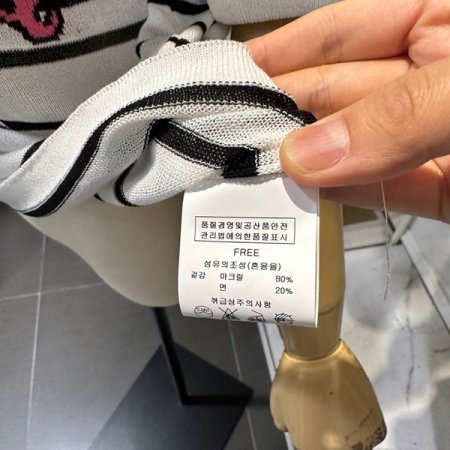 품질경영및공산품안전
관리법에의한품질표시
FREE
섬유의조성(혼용율)
겉감 아크릴 80%
면 20%
취급상주의사항